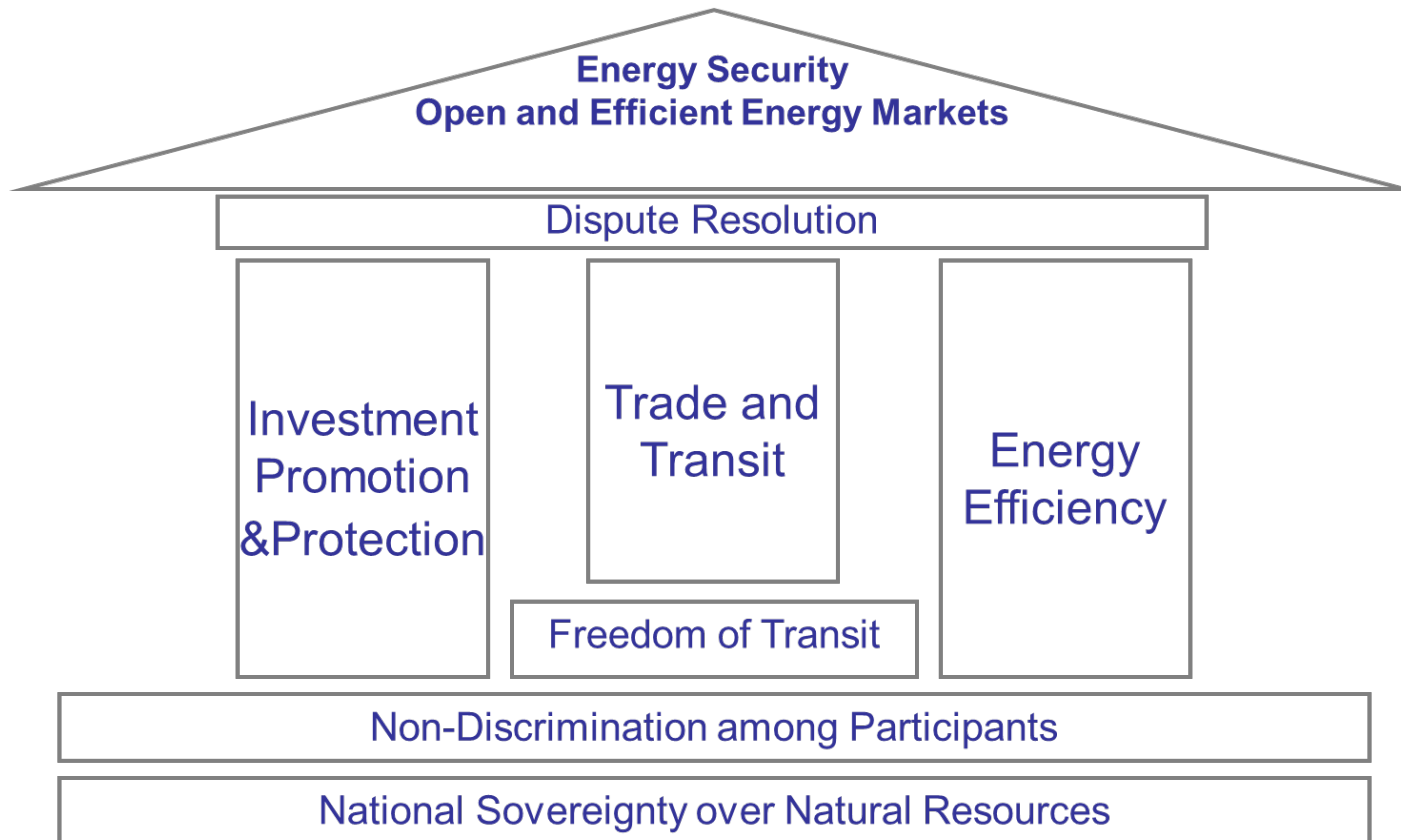 Energy Security
Open and Efficient Energy Markets
Dispute Resolution
Investment
Promotion
&Protection
Trade and
Transit
Energy
Efficiency
Freedom of Transit
Non-Discrimination among Participants
National Sovereignty over Natural Resources